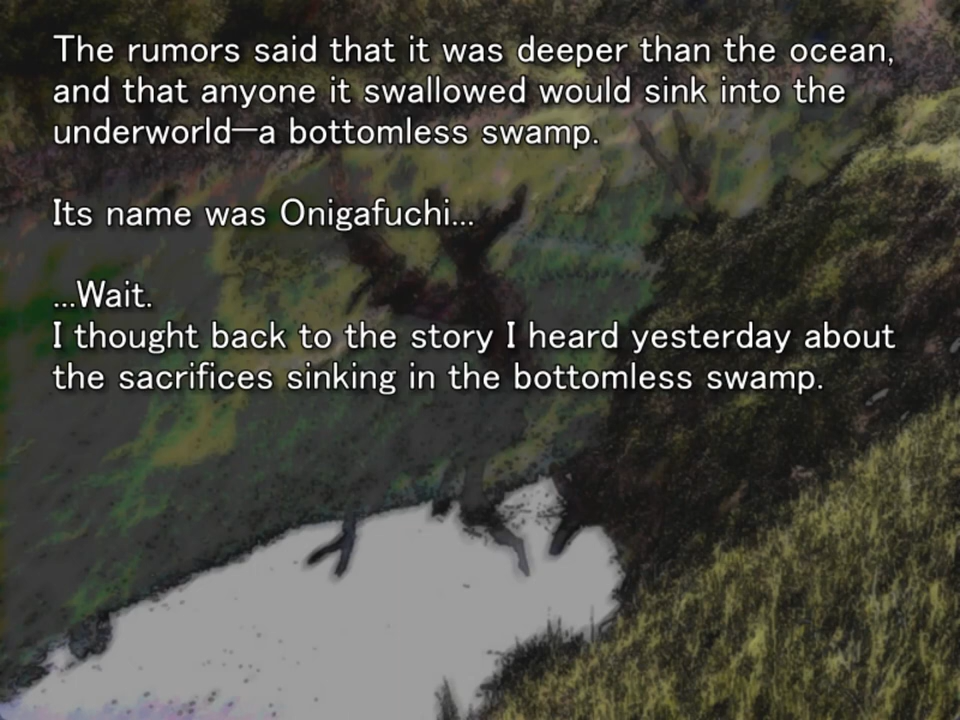 The rumors said that it was deeper than the ocean,
and that anyone it swallowed would sink into the
underworld—a bottomless swamp.
Its name was Onigafuchi...
...Wait.
I thought back to the story I heard yesterday about
the sacrifices sinking in the bottomless swamp.